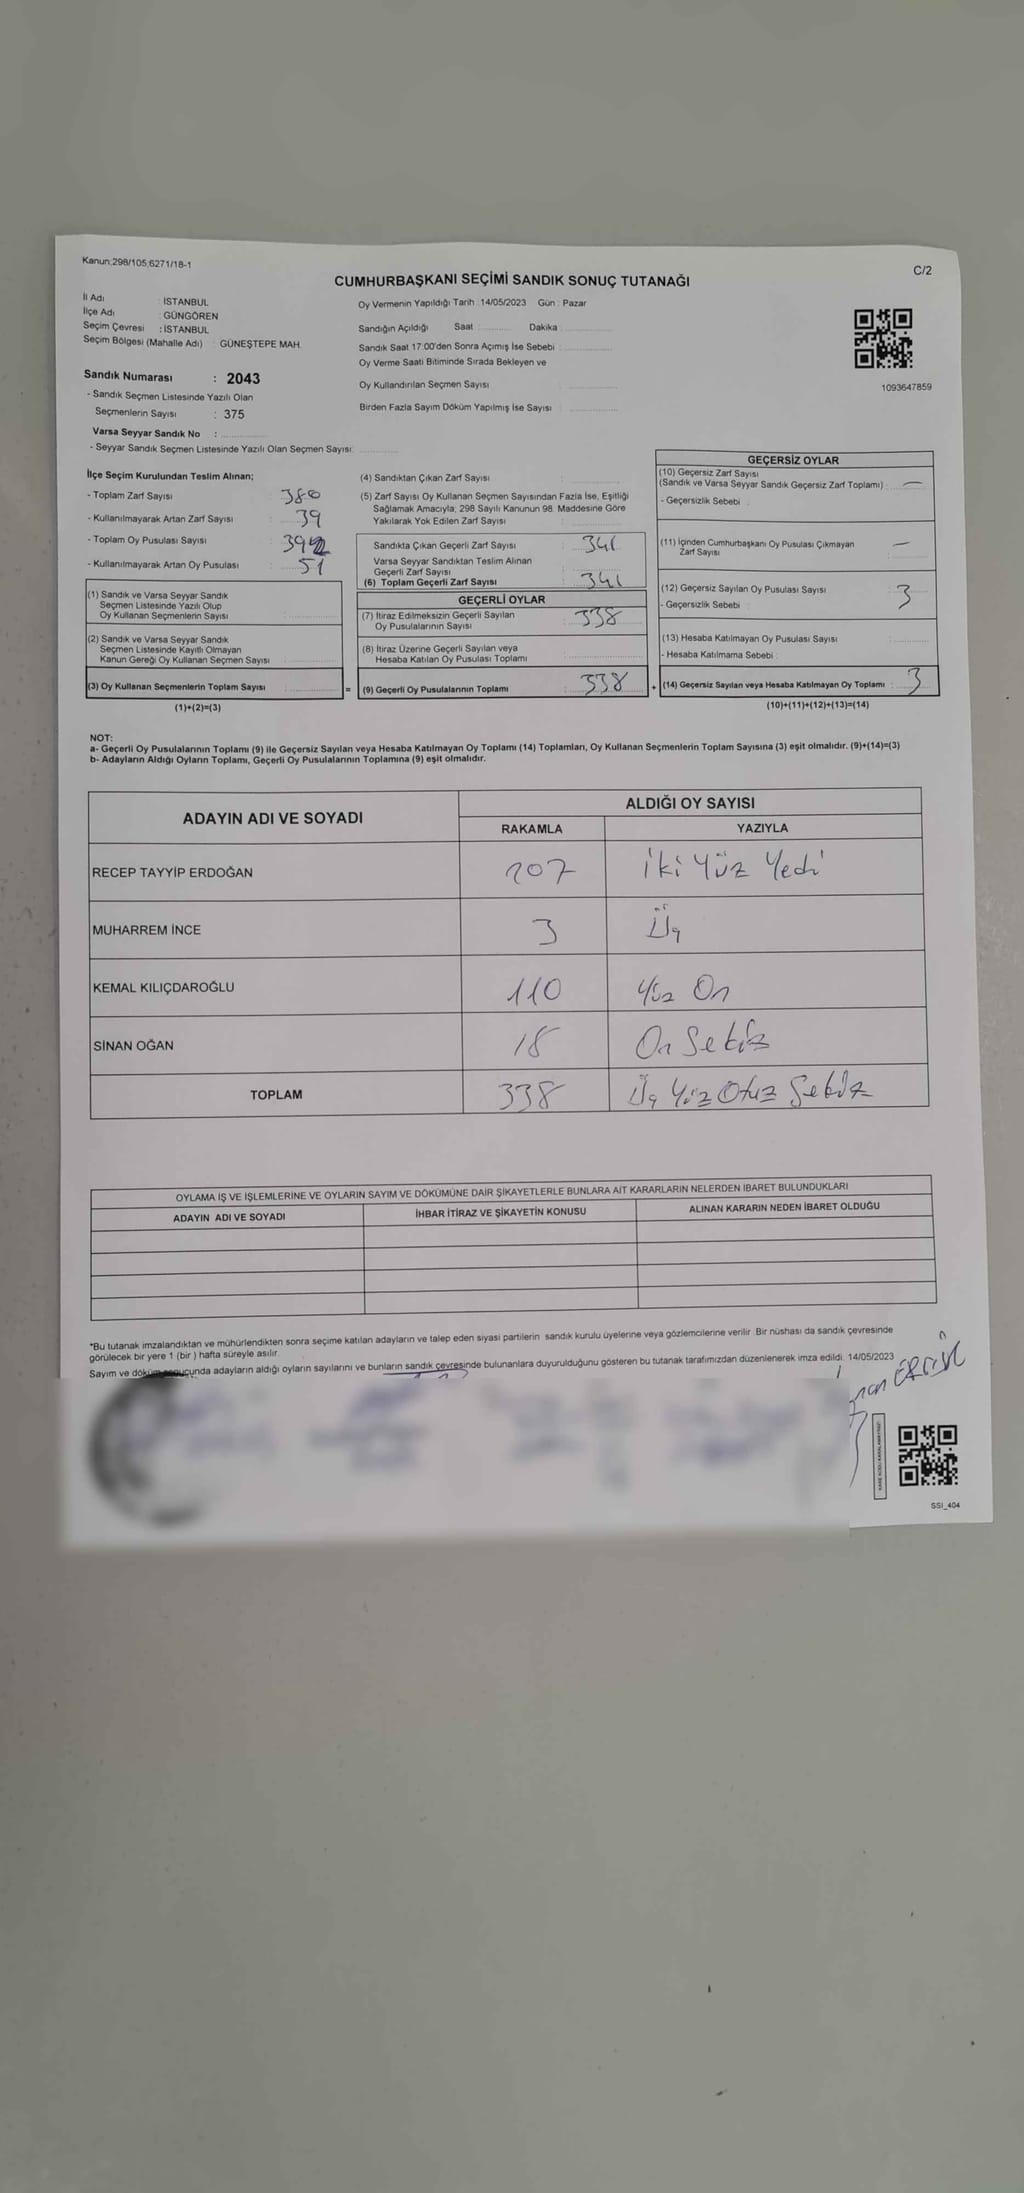 Kanun:298/105;6271/18-1
C/2
CUMHURBAŞKANI SEÇİMİ SANDIK SONUÇ TUTANAĞI
İl Adı : İSTANBUL
İlçe Adı : GÜNGÖREN
Seçim Çevresi : İSTANBUL
Seçim Bölgesi (Mahalle Adı) : GÜNEŞTEPE MAH.
Sandık Numarası : 2043
- Sandık Seçmen Listesinde Yazılı Olan
Seçmenlerin Sayısı : 375
Varsa Seyyar Sandık No :
- Seyyar Sandık Seçmen Listesinde Yazılı Olan Seçmen Sayısı:
Oy Vermenin Yapıldığı Tarih : 14/05/2023 Gün : Pazar
Sandığın Açıldığı Saat : Dakika :
Sandık Saat 17:00'den Sonra Açımış İse Sebebi :
Oy Verme Saati Bitiminde Sırada Bekleyen ve
Oy Kullandırılan Seçmen Sayısı :
Birden Fazla Sayım Döküm Yapılmış İse Sayısı :
1093647859
İlçe Seçim Kurulundan Teslim Alınan;
- Toplam Zarf Sayısı : 380
- Kullanılmayarak Artan Zarf Sayısı : 39
- Toplam Oy Pusulası Sayısı : 392
- Kullanılmayarak Artan Oy Pusulası : 51
(1) Sandık ve Varsa Seyyar Sandık
Seçmen Listesinde Yazılı Olup
Oy Kullanan Seçmenlerin Sayısı :
(2) Sandık ve Varsa Seyyar Sandık
Seçmen Listesinde Kayıtlı Olmayan
Kanun Gereği Oy Kullanan Seçmen Sayısı :
(3) Oy Kullanan Seçmenlerin Toplam Sayısı :
(1)+(2)=(3)
(4) Sandıktan Çıkan Zarf Sayısı :
(5) Zarf Sayısı Oy Kullanan Seçmen Sayısından Fazla İse, Eşitliği
Sağlamak Amacıyla; 298 Sayılı Kanunun 98. Maddesine Göre
Yakılarak Yok Edilen Zarf Sayısı :
Sandıkta Çıkan Geçerli Zarf Sayısı : 341
Varsa Seyyar Sandıktan Teslim Alınan
Geçerli Zarf Sayısı :
(6) Toplam Geçerli Zarf Sayısı : 341
GEÇERLİ OYLAR
(7) İtiraz Edilmeksizin Geçerli Sayılan
Oy Pusulalarının Sayısı : 338
(8) İtiraz Üzerine Geçerli Sayılan veya
Hesaba Katılan Oy Pusulası Toplamı :
= (9) Geçerli Oy Pusulalarının Toplamı : 338 +
GEÇERSİZ OYLAR
(10) Geçersiz Zarf Sayısı
(Sandık ve Varsa Seyyar Sandık Geçersiz Zarf Toplamı) : —
- Geçersizlik Sebebi :
(11) İçinden Cumhurbaşkanı Oy Pusulası Çıkmayan : —
Zarf Sayısı
(12) Geçersiz Sayılan Oy Pusulası Sayısı : 3
- Geçersizlik Sebebi :
(13) Hesaba Katılmayan Oy Pusulası Sayısı :
- Hesaba Katılmama Sebebi :
(14) Geçersiz Sayılan veya Hesaba Katılmayan Oy Toplamı : 3
(10)+(11)+(12)+(13)=(14)
NOT:
a- Geçerli Oy Pusulalarının Toplamı (9) ile Geçersiz Sayılan veya Hesaba Katılmayan Oy Toplamı (14) Toplamları, Oy Kullanan Seçmenlerin Toplam Sayısına (3) eşit olmalıdır. (9)+(14)=(3)
b- Adayların Aldığı Oyların Toplamı, Geçerli Oy Pusulalarının Toplamına (9) eşit olmalıdır.
ADAYIN ADI VE SOYADI
ALDIĞI OY SAYISI
RAKAMLA YAZIYLA
RECEP TAYYİP ERDOĞAN 207 İki Yüz Yedi
MUHARREM İNCE 3 Üç
KEMAL KILIÇDAROĞLU 110 Yüz On
SİNAN OĞAN 18 On Sekiz
TOPLAM 338 Üç Yüz Otuz Sekiz
OYLAMA İŞ VE İŞLEMLERİNE VE OYLARIN SAYIM VE DÖKÜMÜNE DAİR ŞİKAYETLERLE BUNLARA AİT KARARLARIN NELERDEN İBARET BULUNDUKLARI
ADAYIN ADI VE SOYADI İHBAR İTİRAZ VE ŞİKAYETİN KONUSU ALINAN KARARIN NEDEN İBARET OLDUĞU
*Bu tutanak imzalandıktan ve mühürlendikten sonra seçime katılan adayların ve talep eden siyasi partilerin sandık kurulu üyelerine veya gözlemcilerine verilir. Bir nüshası da sandık çevresinde
görülecek bir yere 1 (bir ) hafta süreyle asılır.
Sayım ve döküm sonucunda adayların aldığı oyların sayılarını ve bunların sandık çevresinde bulunanlara duyurulduğunu gösteren bu tutanak tarafımızdan düzenlenerek imza edildi. 14/05/2023
SSI_404